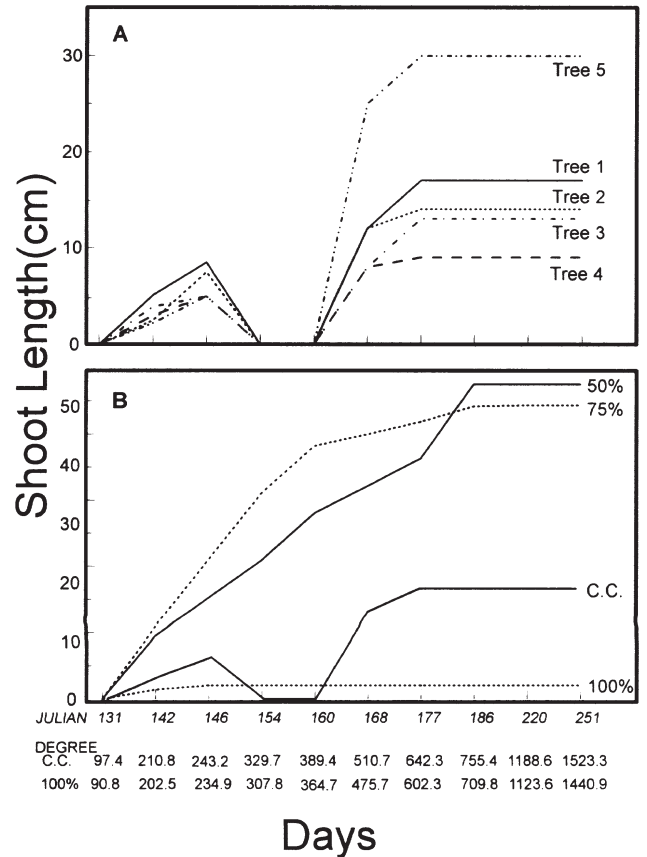 A
30
20
10
0
Tree 5
Tree 1
Tree 2
Tree 3
Tree 4
Shoot Length(cm)
B
50
40
30
20
10
0
50%
75%
C.C.
100%
JULIAN 131 142 146 154 160 168 177 186 220 251
DEGREE
C.C. 97.4 210.8 243.2 329.7 389.4 510.7 642.3 755.4 1188.6 1523.3
100% 90.8 202.5 234.9 307.8 364.7 475.7 602.3 709.8 1123.6 1440.9
Days